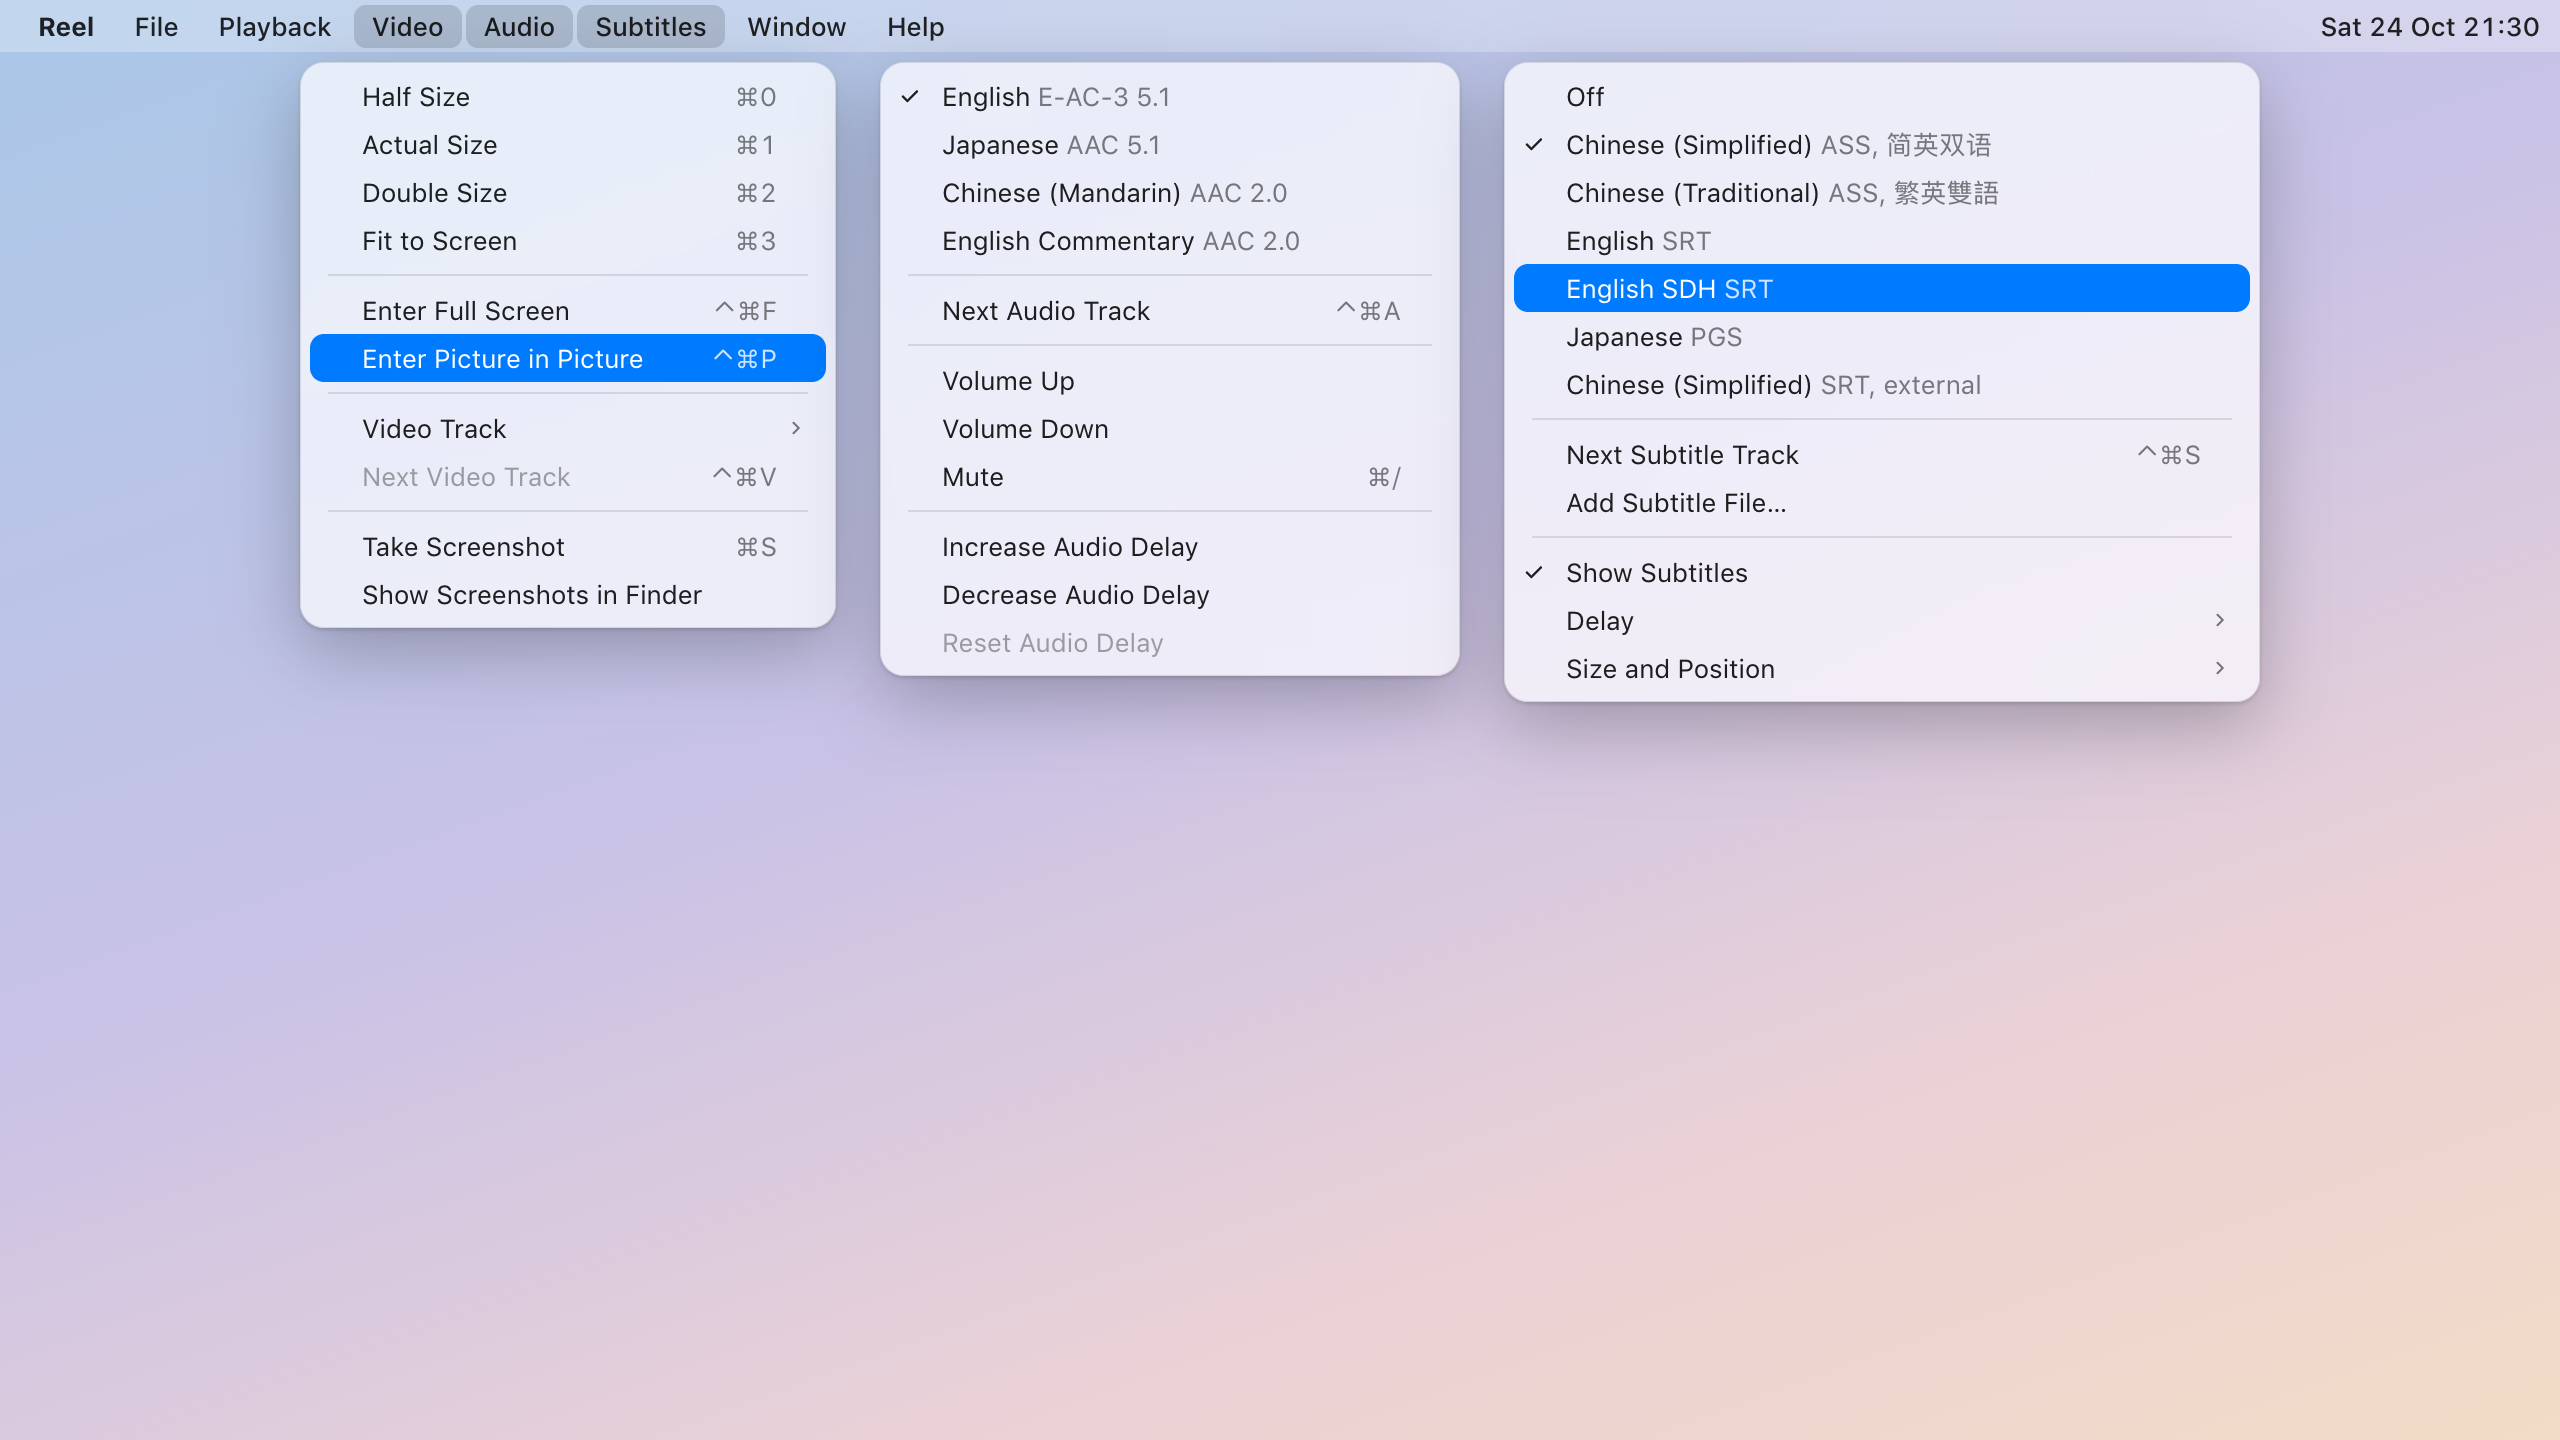 Reel File Playback Video Audio Subtitles Window Help Sat 24 Oct 21:30
Half Size ⌘0
Actual Size ⌘1
Double Size ⌘2
Fit to Screen ⌘3
Enter Full Screen ^⌘F
Enter Picture in Picture ^⌘P
Video Track
Next Video Track ^⌘V
Take Screenshot ⌘S
Show Screenshots in Finder
English E-AC-3 5.1
Japanese AAC 5.1
Chinese (Mandarin) AAC 2.0
English Commentary AAC 2.0
Next Audio Track ^⌘A
Volume Up
Volume Down
Mute ⌘/
Increase Audio Delay
Decrease Audio Delay
Reset Audio Delay
Off
Chinese (Simplified) ASS, 简英双语
Chinese (Traditional) ASS, 繁英雙語
English SRT
English SDH SRT
Japanese PGS
Chinese (Simplified) SRT, external
Next Subtitle Track ^⌘S
Add Subtitle File...
Show Subtitles
Delay
Size and Position